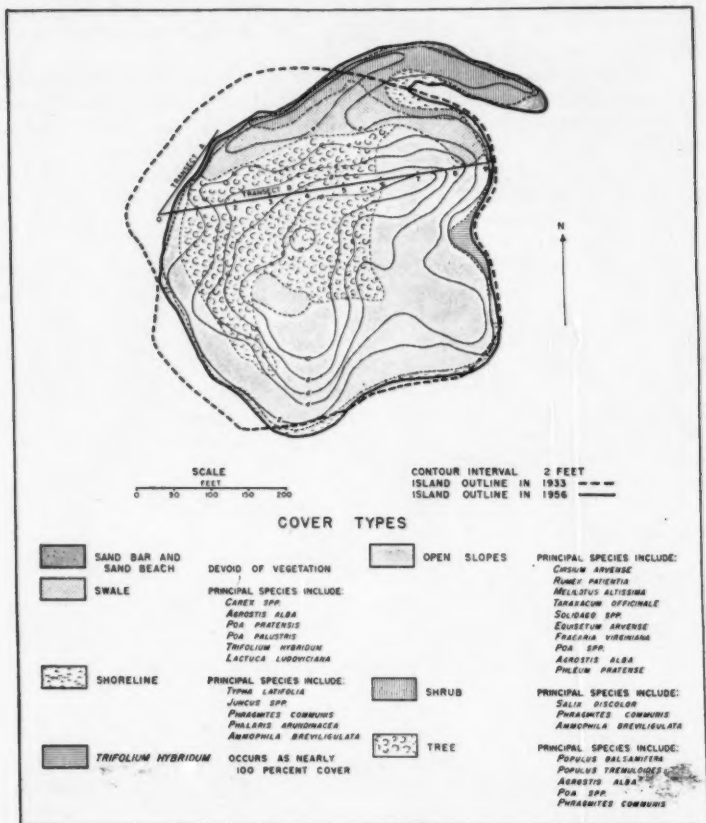 TRANSECT A
TRANSECT B
N
SCALE
FEET
0 50 100 150 200
CONTOUR INTERVAL 2 FEET
ISLAND OUTLINE IN 1933
ISLAND OUTLINE IN 1956
COVER TYPES
SAND BAR AND
SAND BEACH
DEVOID OF VEGETATION
SWALE
PRINCIPAL SPECIES INCLUDE:
CAREX SPP.
AGROSTIS ALBA
POA PRATENSIS
POA PALUSTRIS
TRIFOLIUM HYBRIDUM
LACTUCA LUDOVICIANA
SHORELINE
PRINCIPAL SPECIES INCLUDE:
TYPHA LATIFOLIA
JUNCUS SPP.
PHRAGMITES COMMUNIS
PHALARIS ARUNDINACEA
AMMOPHILA BREVILIGULATA
TRIFOLIUM HYBRIDUM
OCCURS AS NEARLY
100 PERCENT COVER
OPEN SLOPES
PRINCIPAL SPECIES INCLUDE:
CIRSIUM ARVENSE
RUMEX PATIENTIA
MELILOTUS ALTISSIMA
TARAXACUM OFFICINALE
SOLIDAGO SPP.
EQUISETUM ARVENSE
FRAGARIA VIRGINIANA
POA SPP.
AGROSTIS ALBA
PHLEUM PRATENSE
SHRUB
PRINCIPAL SPECIES INCLUDE:
SALIX DISCOLOR
PHRAGMITES COMMUNIS
AMMOPHILA BREVILIGULATA
TREE
PRINCIPAL SPECIES INCLUDE:
POPULUS BALSAMIFERA
POPULUS TREMULOIDES
AGROSTIS ALBA
POA SPP.
PHRAGMITES COMMUNIS